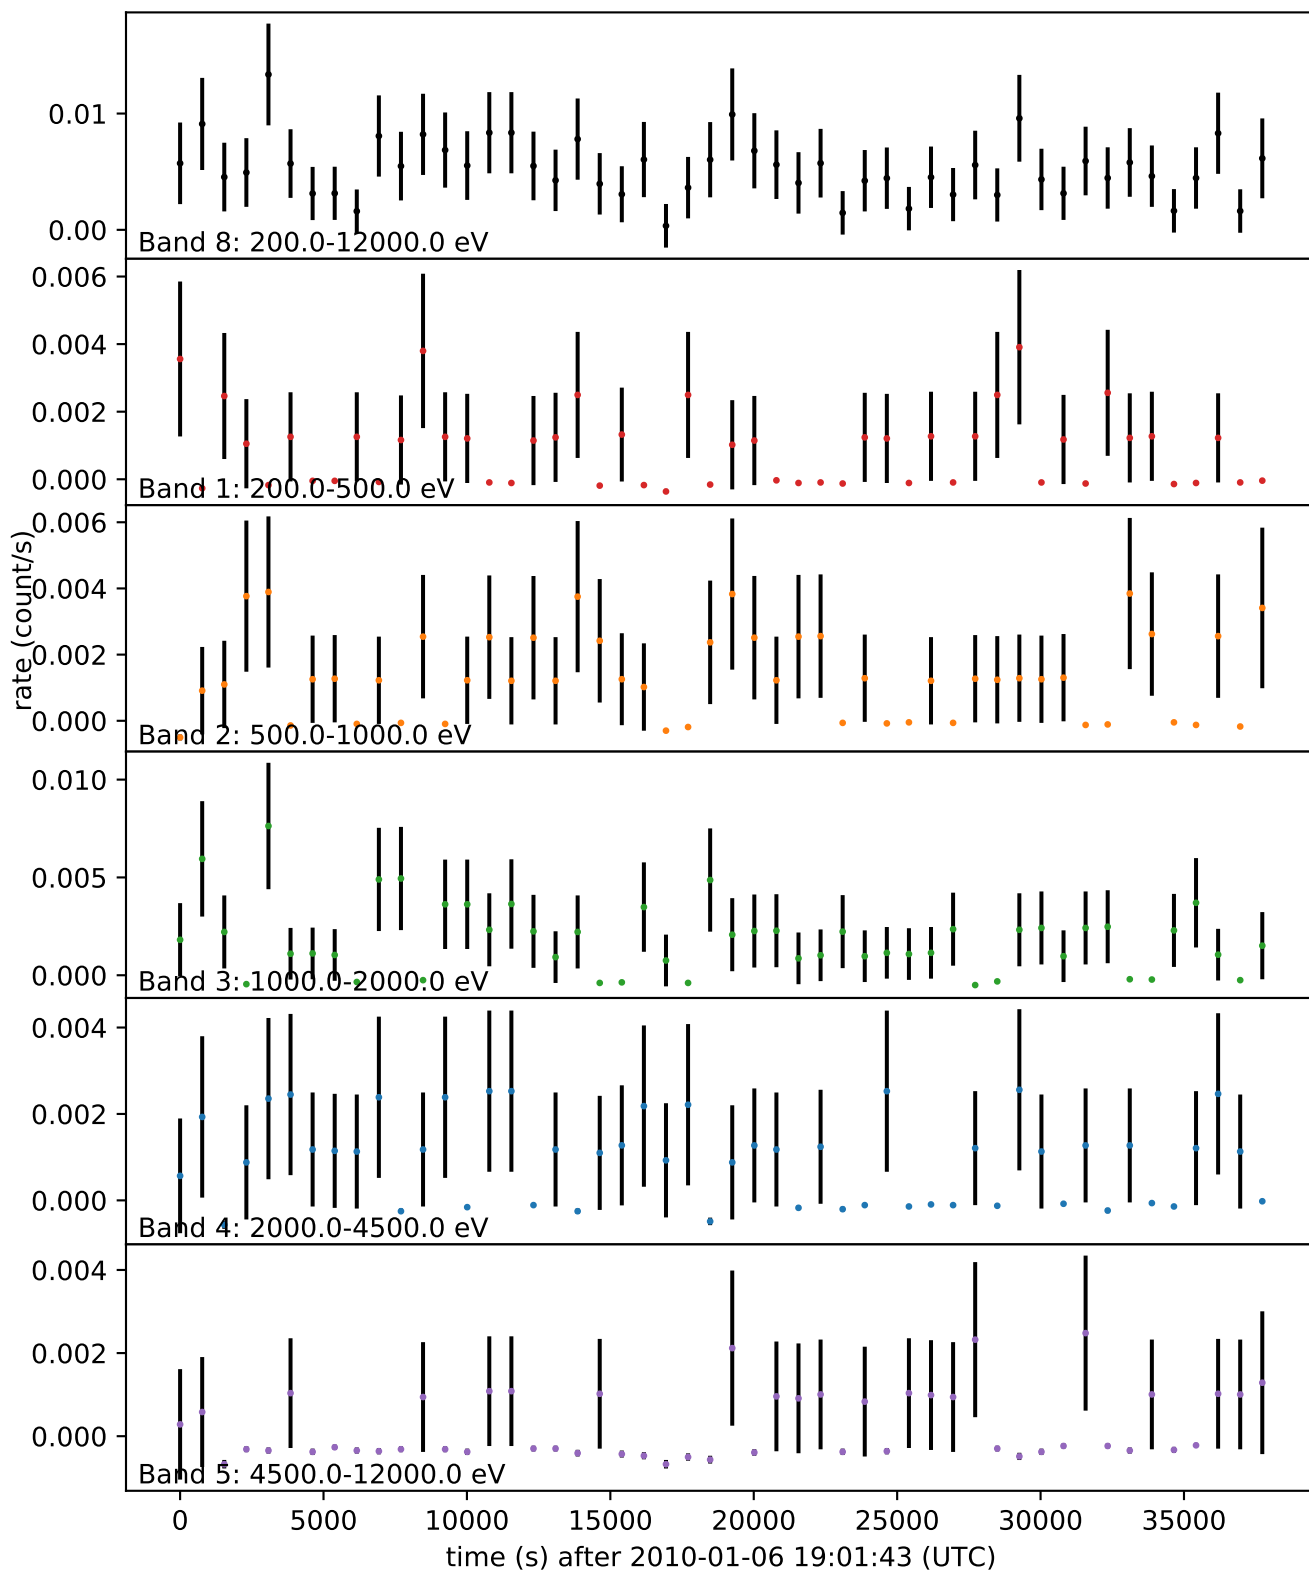 0.01
0.00
Band 8: 200.0-12000.0 eV
0.006
0.004
0.002
0.000
Band 1: 200.0-500.0 eV
rate (count/s)
0.006
0.004
0.002
0.000
Band 2: 500.0-1000.0 eV
0.010
0.005
0.000
Band 3: 1000.0-2000.0 eV
0.004
0.002
0.000
Band 4: 2000.0-4500.0 eV
0.004
0.002
0.000
Band 5: 4500.0-12000.0 eV
0 5000 10000 15000 20000 25000 30000 35000
time (s) after 2010-01-06 19:01:43 (UTC)